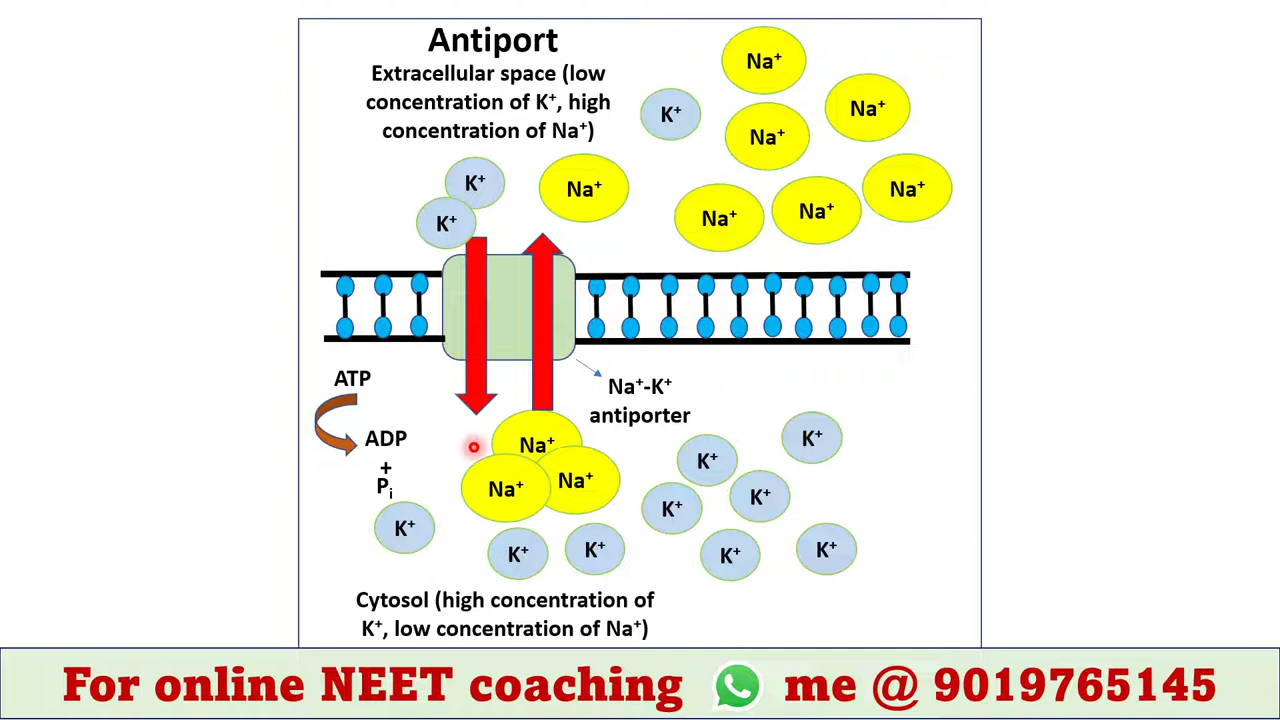 Antiport
Extracellular space (low
concentration of K⁺, high
concentration of Na⁺)
Na⁺
K⁺
Na⁺
Na⁺
K⁺
Na⁺
Na⁺
K⁺
Na⁺
Na⁺
ATP
Na⁺-K⁺
antiporter
ADP
+
Pᵢ
Na⁺
Na⁺
Na⁺
K⁺
K⁺
K⁺
K⁺
K⁺
K⁺
K⁺
K⁺
K⁺
Cytosol (high concentration of
K⁺, low concentration of Na⁺)
For online NEET coaching me @ 9019765145